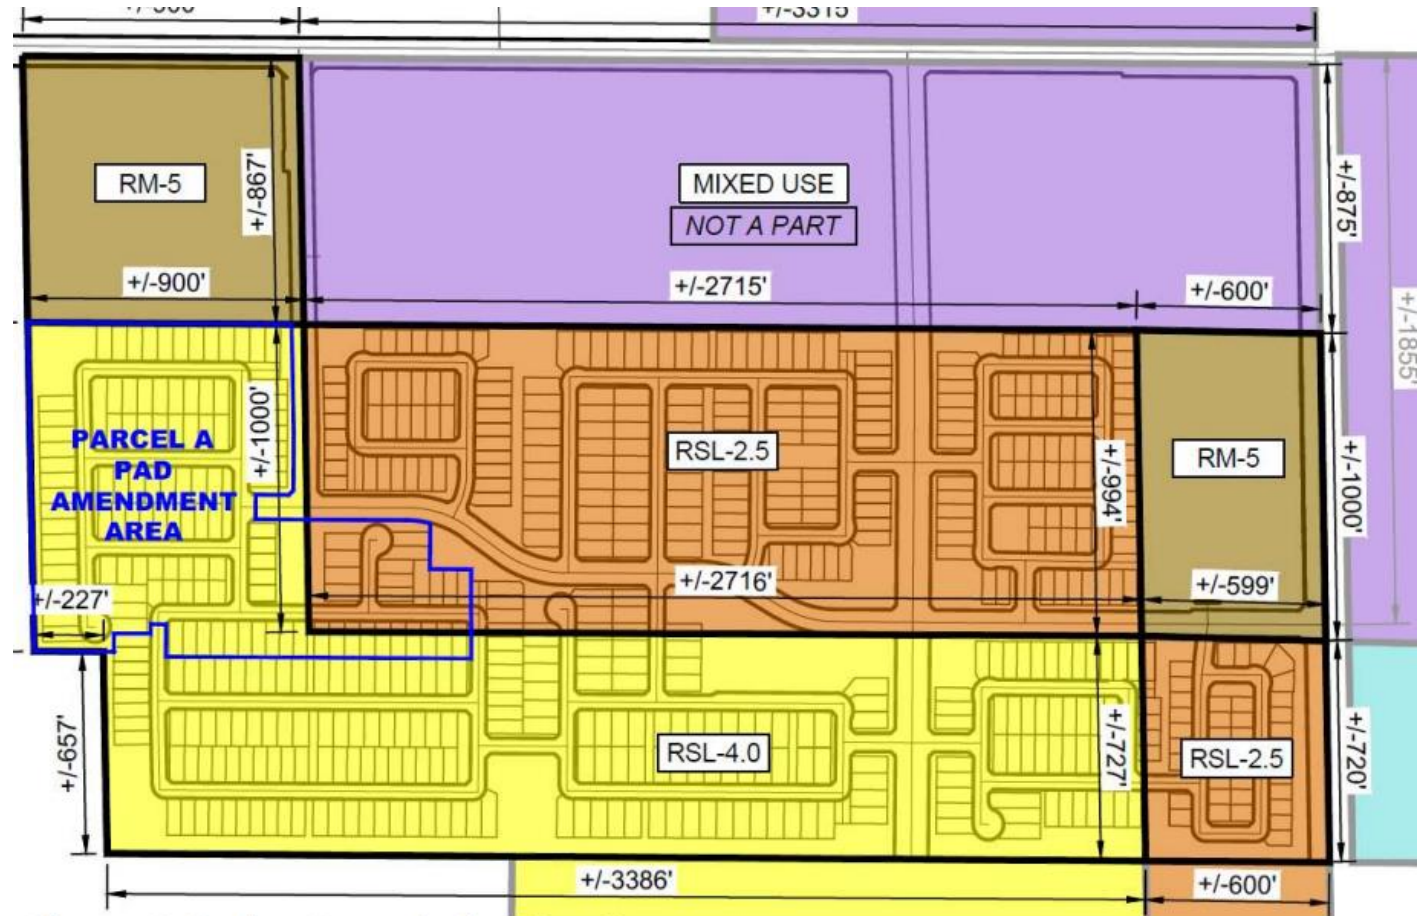 +/-3315'
RM-5
+/-867'
MIXED USE
NOT A PART
+/-875'
+/-900'
+/-2715'
+/-600'
+/-1855'
PARCEL A
PAD
AMENDMENT
AREA
+/-1000'
RSL-2.5
+/-994'
RM-5
+/-1000'
+/-227'
+/-2716'
+/-599'
+/-657'
RSL-4.0
+/-727'
RSL-2.5
+/-720'
+/-3386'
+/-600'